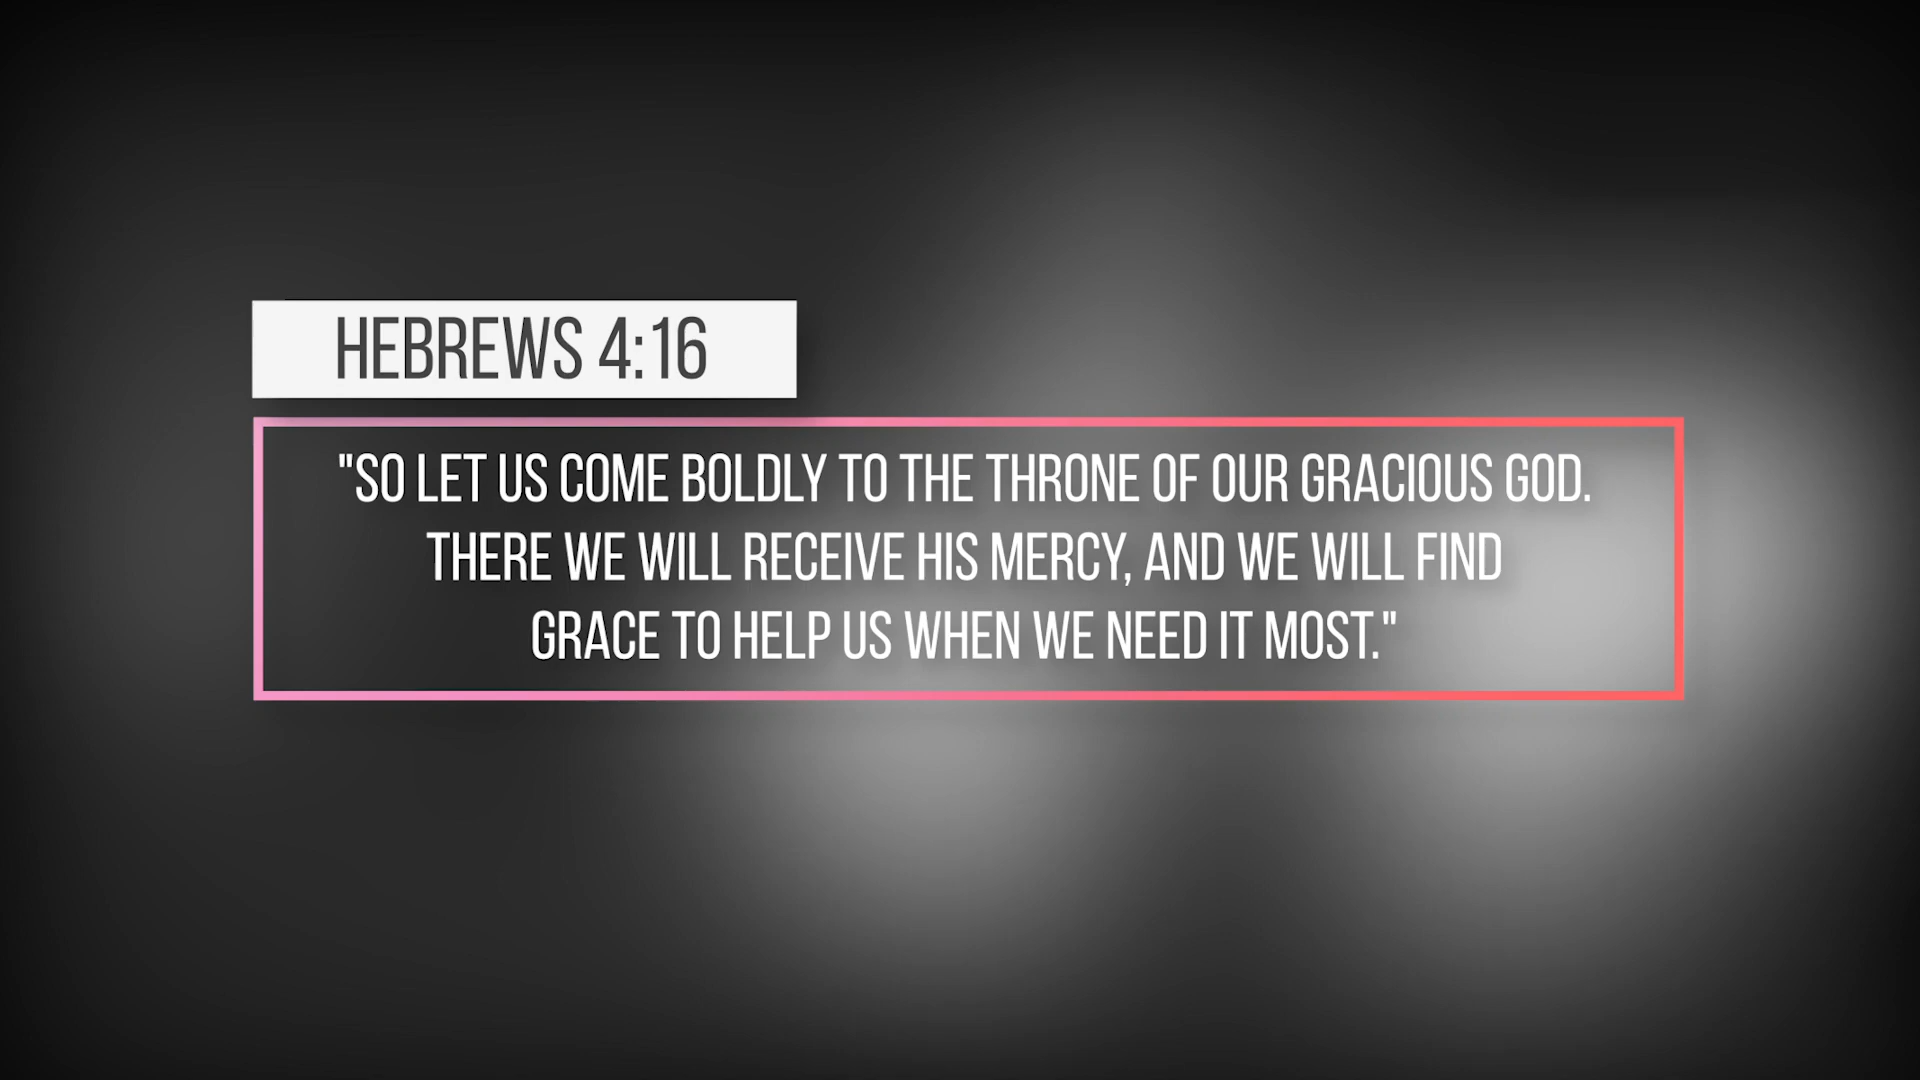 HEBREWS 4:16
"SO LET US COME BOLDLY TO THE THRONE OF OUR GRACIOUS GOD.
THERE WE WILL RECEIVE HIS MERCY, AND WE WILL FIND
GRACE TO HELP US WHEN WE NEED IT MOST."